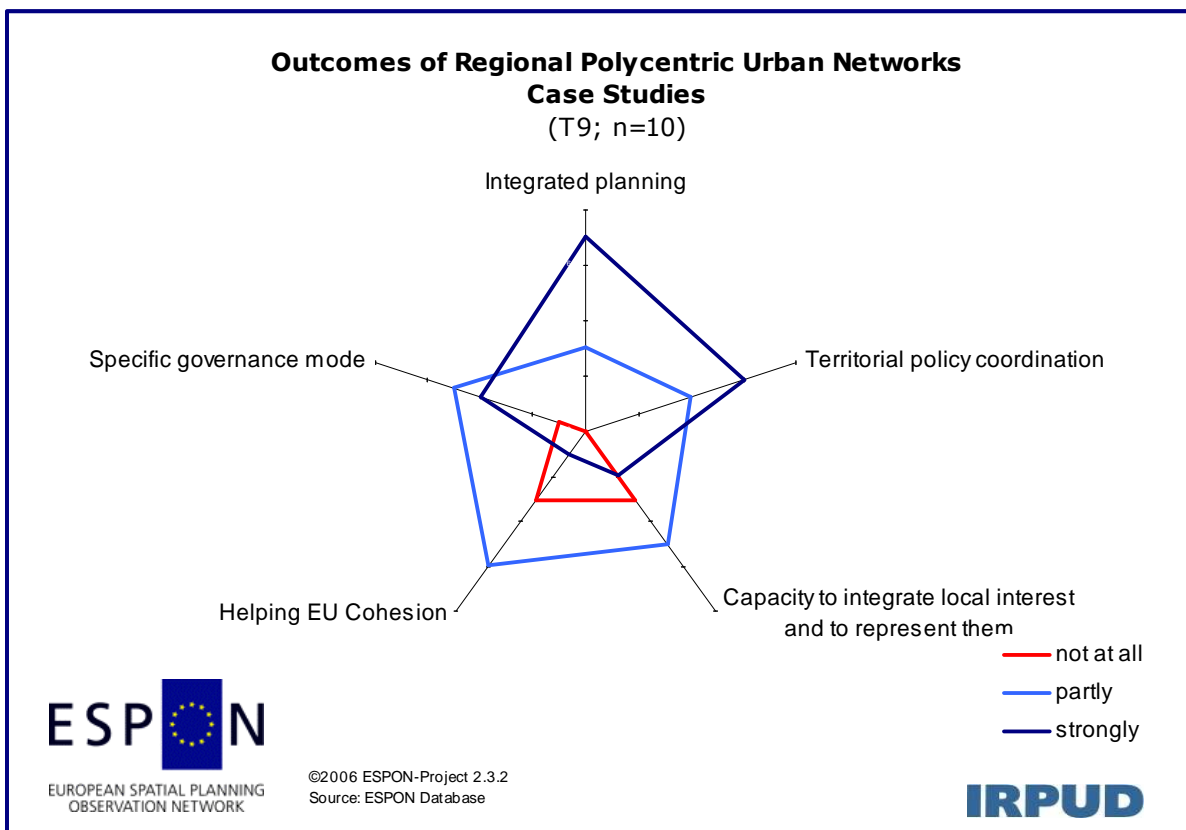 Outcomes of Regional Polycentric Urban Networks
Case Studies
(T9; n=10)
Integrated planning
Specific governance mode
Territorial policy coordination
Helping EU Cohesion
Capacity to integrate local interest
and to represent them
not at all
partly
strongly
ESPON
EUROPEAN SPATIAL PLANNING
OBSERVATION NETWORK
©2006 ESPON-Project 2.3.2
Source: ESPON Database
IRPUD